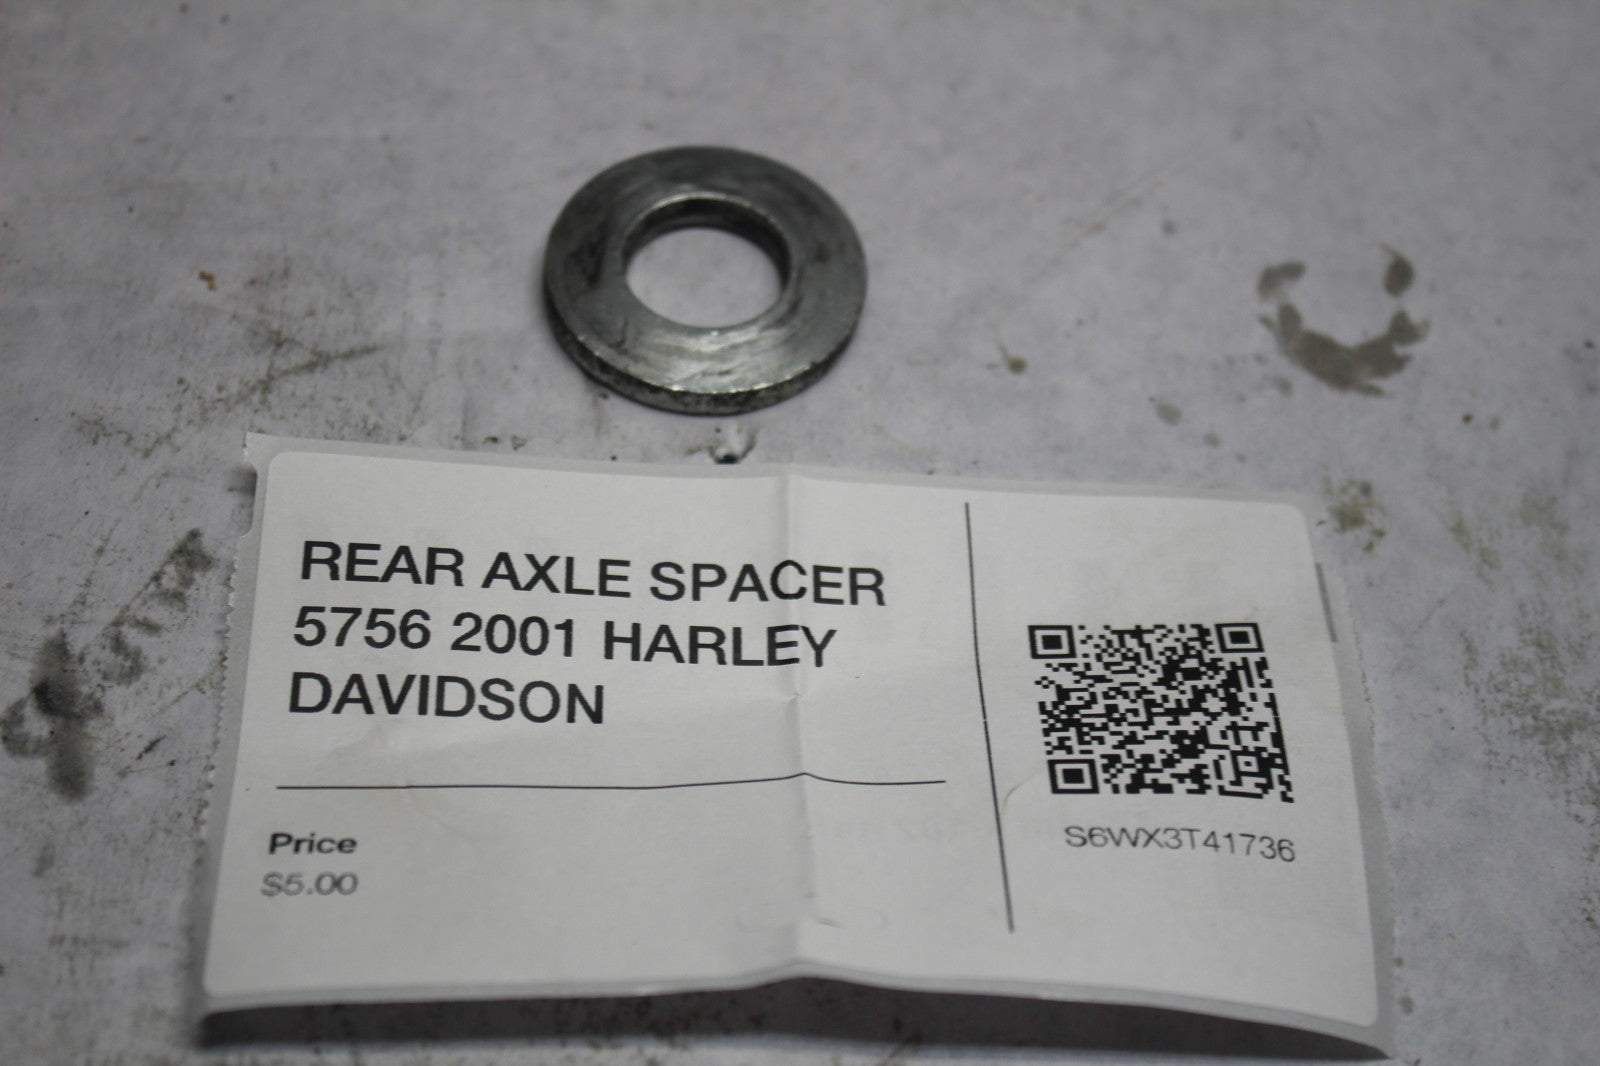 REAR AXLE SPACER
5756 2001 HARLEY
DAVIDSON
Price
$5.00
S6WX3T41736